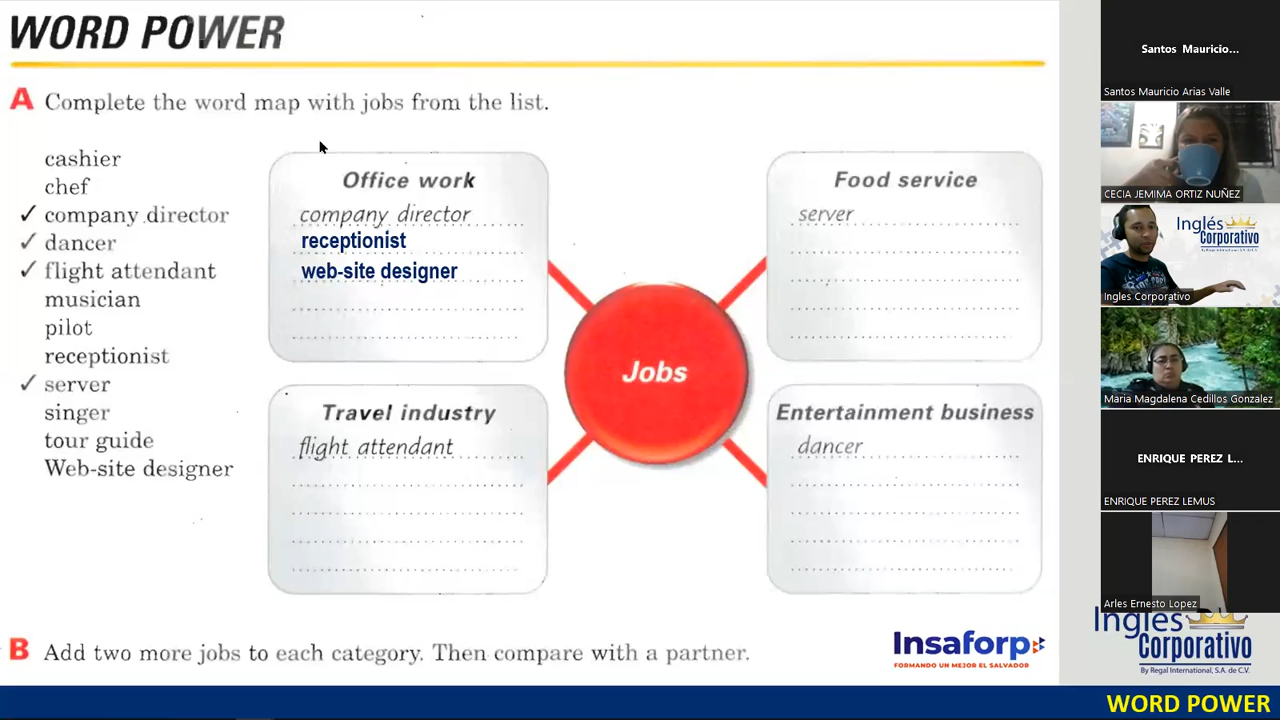 WORD POWER
A Complete the word map with jobs from the list.
cashier
chef
✓ company director
✓ dancer
✓ flight attendant
musician
pilot
receptionist
✓ server
singer
tour guide
Web-site designer
Office work
company director
receptionist
web-site designer
Food service
server
Jobs
Travel industry
flight attendant
Entertainment business
dancer
B Add two more jobs to each category. Then compare with a partner.
Insaforp
FORMANDO UN MEJOR EL SALVADOR
WORD POWER
Santos Mauricio...
Santos Mauricio Arias Valle
CECIA JEMIMA ORTIZ NUÑEZ
Inglés
Corporativo
By Regal International, S.A. de C.V.
Ingles Corporativo
Maria Magdalena Cedillos Gonzalez
ENRIQUE PEREZ L...
ENRIQUE PEREZ LEMUS
Arles Ernesto Lopez
Inglés
Corporativo
By Regal International, S.A. de C.V.